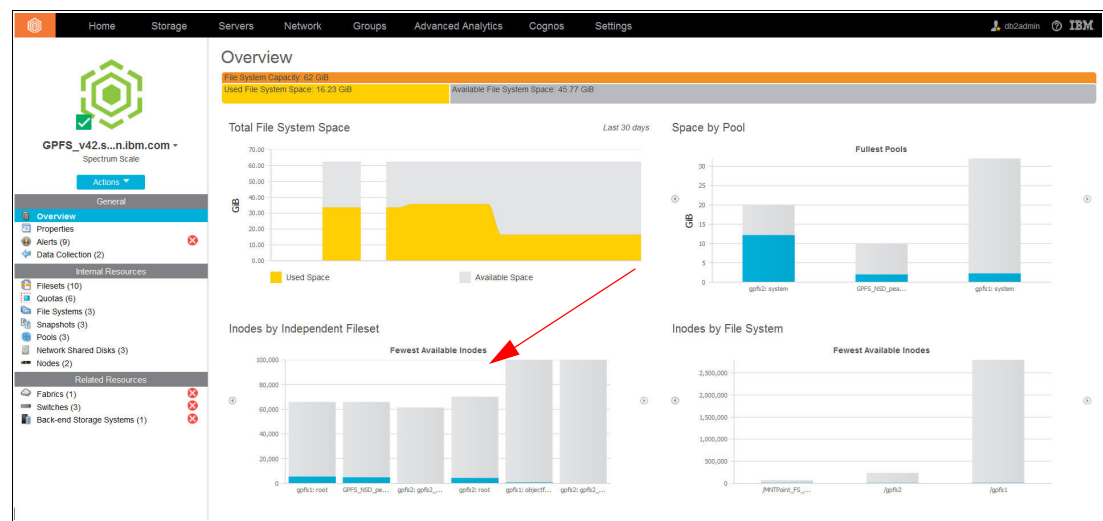 Home Storage Servers Network Groups Advanced Analytics Cognos Settings db2admin ? IBM
GPFS_v42.s...n.ibm.com
Spectrum Scale
Actions
General
Overview
Properties
Alerts (9)
Data Collection (2)
Internal Resources
Filesets (10)
Quotas (6)
File Systems (3)
Snapshots (3)
Pools (3)
Network Shared Disks (3)
Nodes (2)
Related Resources
Fabrics (1)
Switches (3)
Back-end Storage Systems (1)
Overview
File System Capacity: 62 GiB
Used File System Space: 16.23 GiB Available File System Space: 45.77 GiB
Total File System Space Last 30 days
70.00
60.00
50.00
40.00
30.00
20.00
10.00
0.00
GiB
Used Space Available Space
Space by Pool
Fullest Pools
30
25
20
15
10
5
0
GiB
gpfs2: system GPFS_NSD_pea... gpfs1: system
Inodes by Independent Fileset
Fewest Available Inodes
100,000
80,000
60,000
40,000
20,000
0
gpfs1: root GPFS_NSD_pe... gpfs2: gpfs2_... gpfs2: root gpfs1: objectf... gpfs2: gpfs2_...
Inodes by File System
Fewest Available Inodes
2,500,000
2,000,000
1,500,000
1,000,000
500,000
0
/MNTPoint_FS_... /gpfs2 /gpfs1